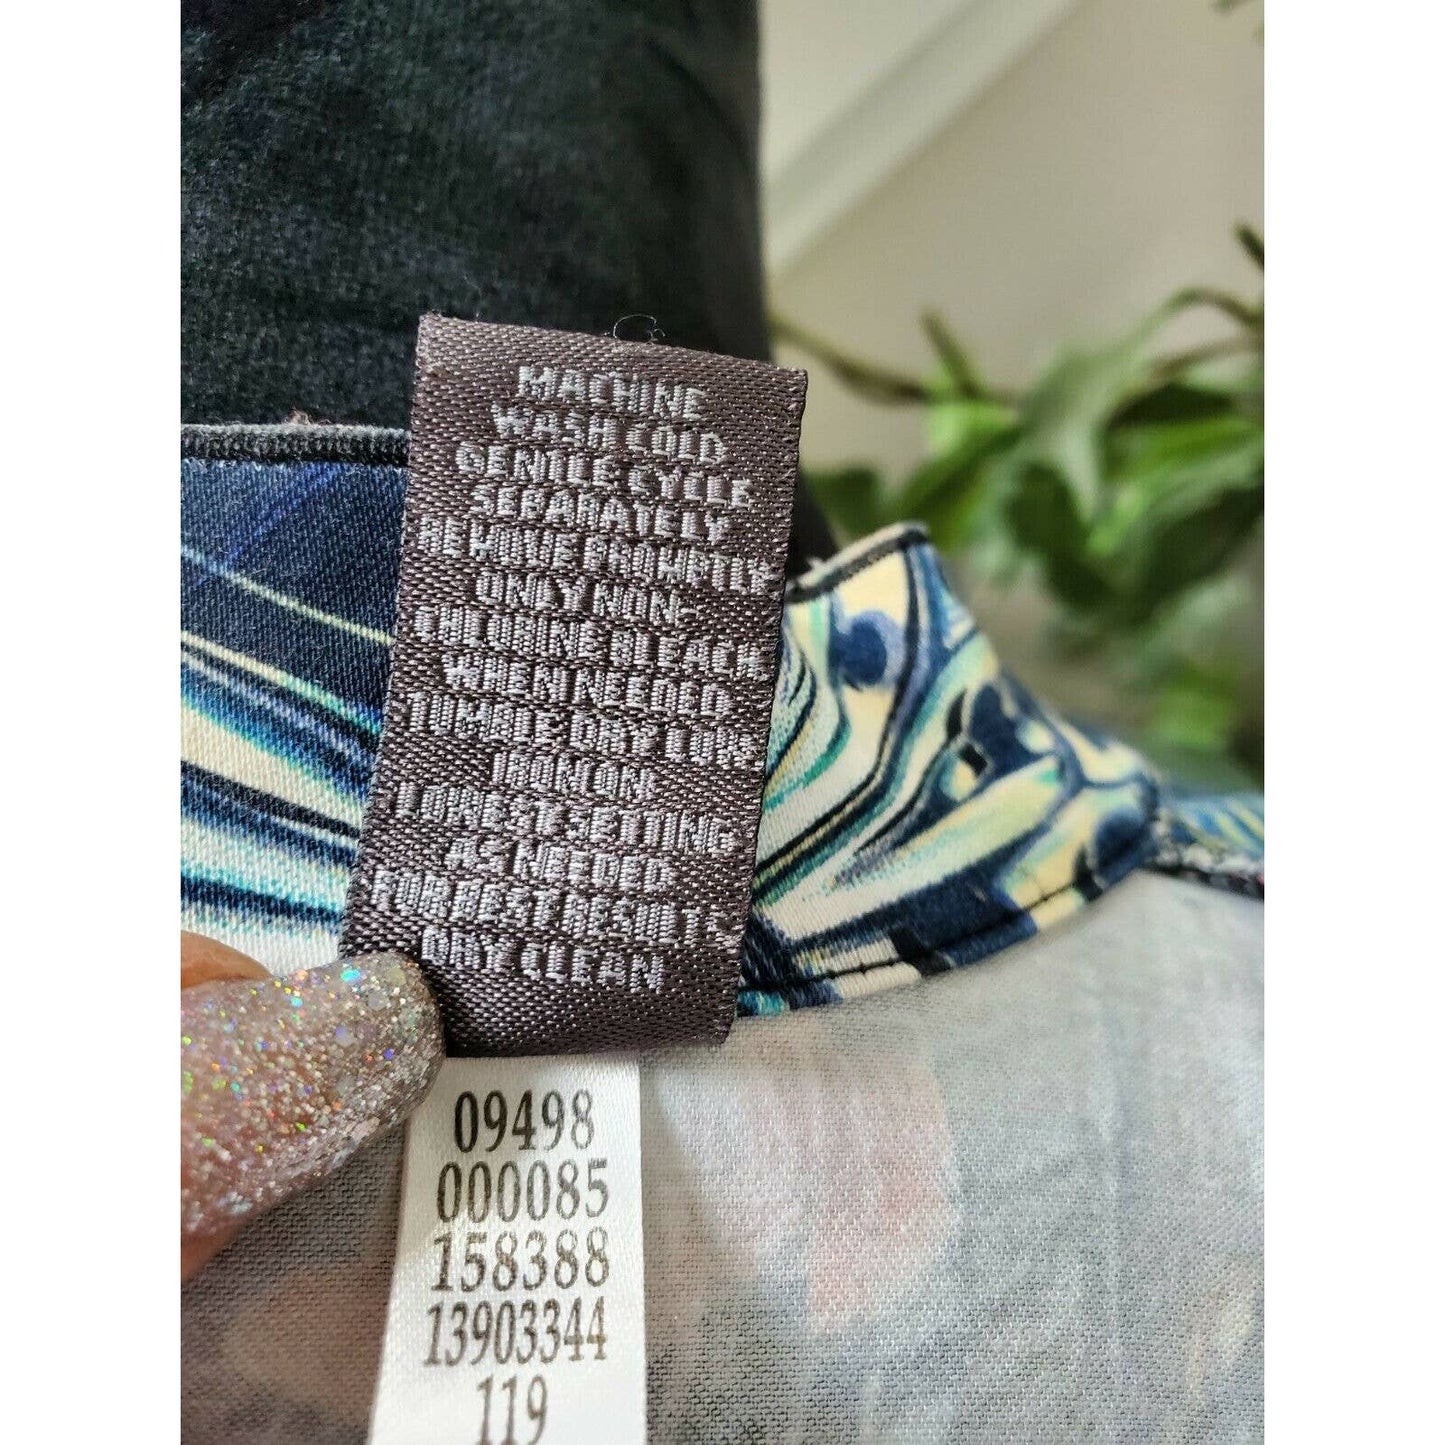 MACHINE
WASH COLD
GENTLE CYCLE
SEPARATELY
REMOVE PROMPTLY
ONLY NON-
CHLORINE BLEACH
WHEN NEEDED
TUMBLE DRY LOW
IRON ON
LOWEST SETTING
AS NEEDED
FOR BEST RESULTS
DRY CLEAN
09498
000085
158388
13903344
119